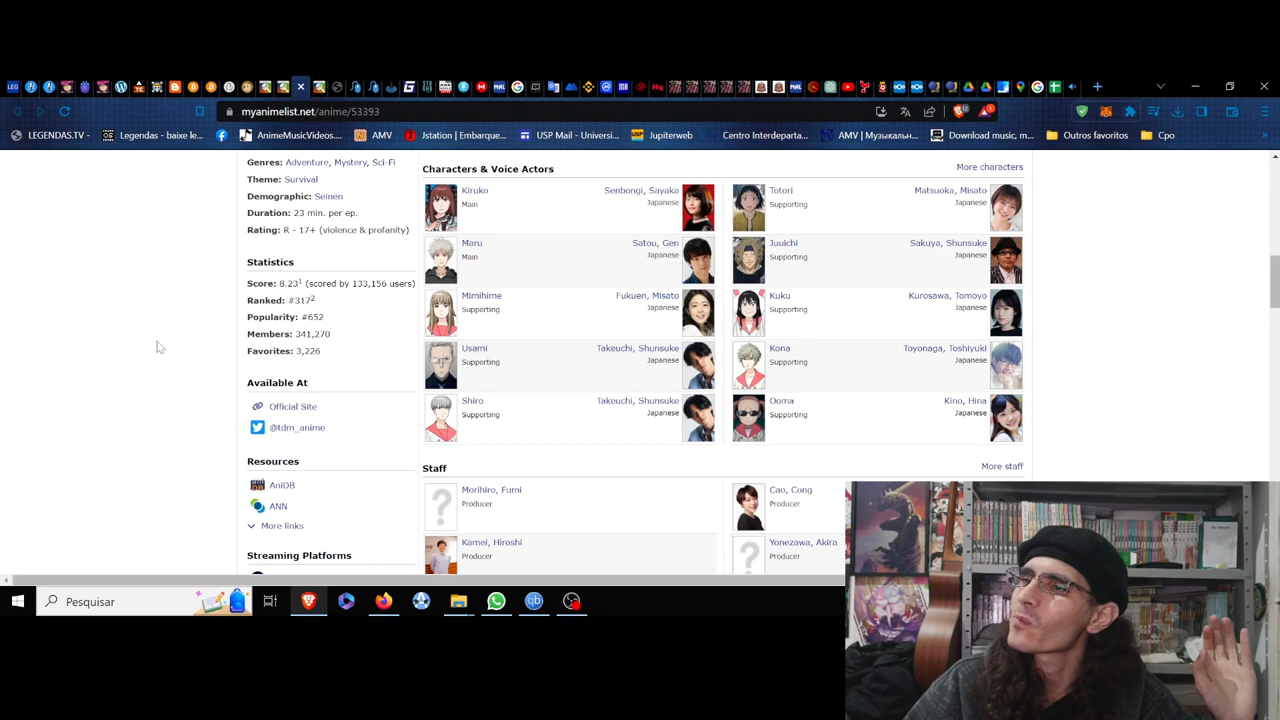 myanimelist.net/anime/53393
LEGENDAS.TV - Legendas - baixe le... AnimeMusicVideos.... AMV Jstation | Embarque... USP Mail - Universi... Jupiterweb Centro Interdeparta... AMV | Музыкальн... Download music, m... Outros favoritos Cpo
Genres: Adventure, Mystery, Sci-Fi
Theme: Survival
Demographic: Seinen
Duration: 23 min. per ep.
Rating: R - 17+ (violence & profanity)
Statistics
Score: 8.23¹ (scored by 133,156 users)
Ranked: #317²
Popularity: #652
Members: 341,270
Favorites: 3,226
Available At
Official Site
@tdm_anime
Resources
AniDB
ANN
More links
Streaming Platforms
Characters & Voice Actors
More characters
Kiruko
Main
Senbongi, Sayaka
Japanese
Totori
Supporting
Matsuoka, Misato
Japanese
Maru
Main
Satou, Gen
Japanese
Juuichi
Supporting
Sakuya, Shunsuke
Japanese
Mimihime
Supporting
Fukuen, Misato
Japanese
Kuku
Supporting
Kurosawa, Tomoyo
Japanese
Usami
Supporting
Takeuchi, Shunsuke
Japanese
Kona
Supporting
Toyonaga, Toshiyuki
Japanese
Shiro
Supporting
Takeuchi, Shunsuke
Japanese
Ooma
Supporting
Kino, Hina
Japanese
Staff
More staff
Morihiro, Fumi
Producer
Cao, Cong
Producer
Kamei, Hiroshi
Producer
Yonezawa, Akira
Producer
Pesquisar